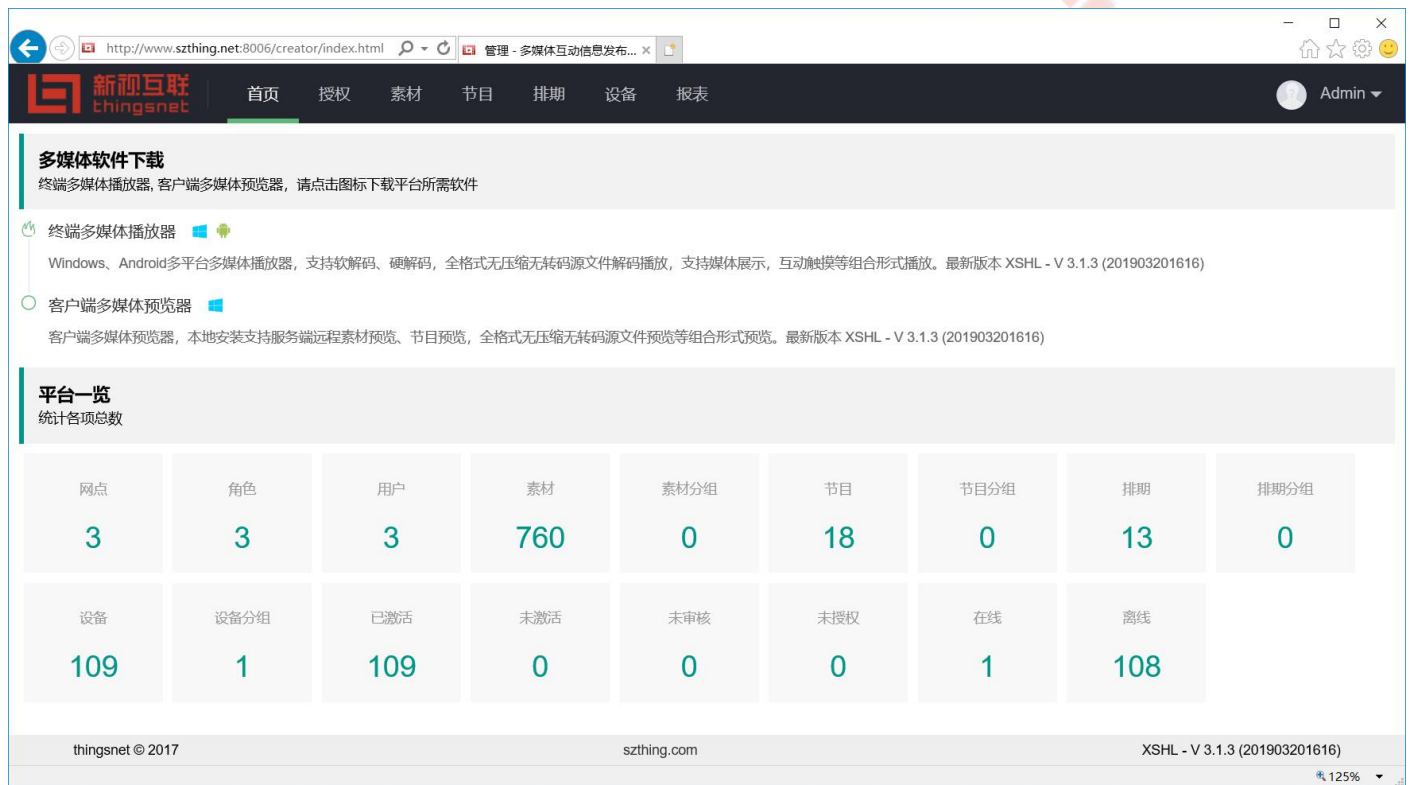 http://www.szthing.net:8006/creator/index.html
管理 - 多媒体互动信息发布...
新视互联
thingsnet
首页 授权 素材 节目 排期 设备 报表
Admin
多媒体软件下载
终端多媒体播放器, 客户端多媒体预览器，请点击图标下载平台所需软件
终端多媒体播放器
Windows、Android多平台多媒体播放器，支持软解码、硬解码，全格式无压缩无转码源文件解码播放，支持媒体展示，互动触摸等组合形式播放。最新版本 XSHL - V 3.1.3 (201903201616)
客户端多媒体预览器
客户端多媒体预览器，本地安装支持服务端远程素材预览、节目预览，全格式无压缩无转码源文件预览等组合形式预览。最新版本 XSHL - V 3.1.3 (201903201616)
平台一览
统计各项总数
网点 角色 用户 素材 素材分组 节目 节目分组 排期 排期分组
3 3 3 760 0 18 0 13 0
设备 设备分组 已激活 未激活 未审核 未授权 在线 离线
109 1 109 0 0 0 1 108
thingsnet © 2017 szthing.com XSHL - V 3.1.3 (201903201616)
125%